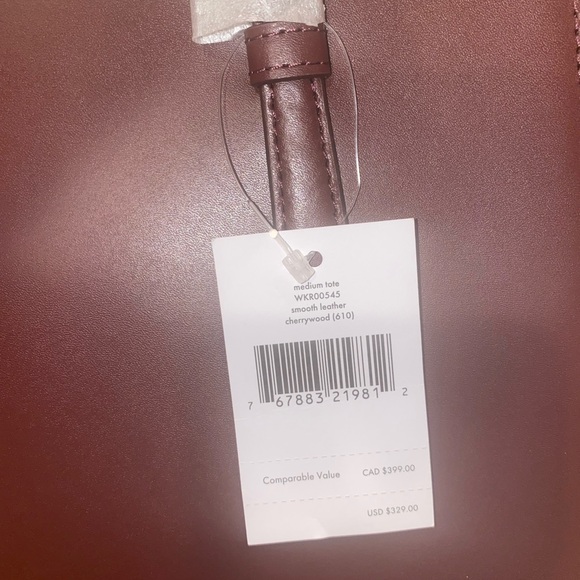 medium tote
WKR00545
smooth leather
cherrywood (610)
7 67883 21981 2
Comparable Value CAD $399.00
USD $329.00